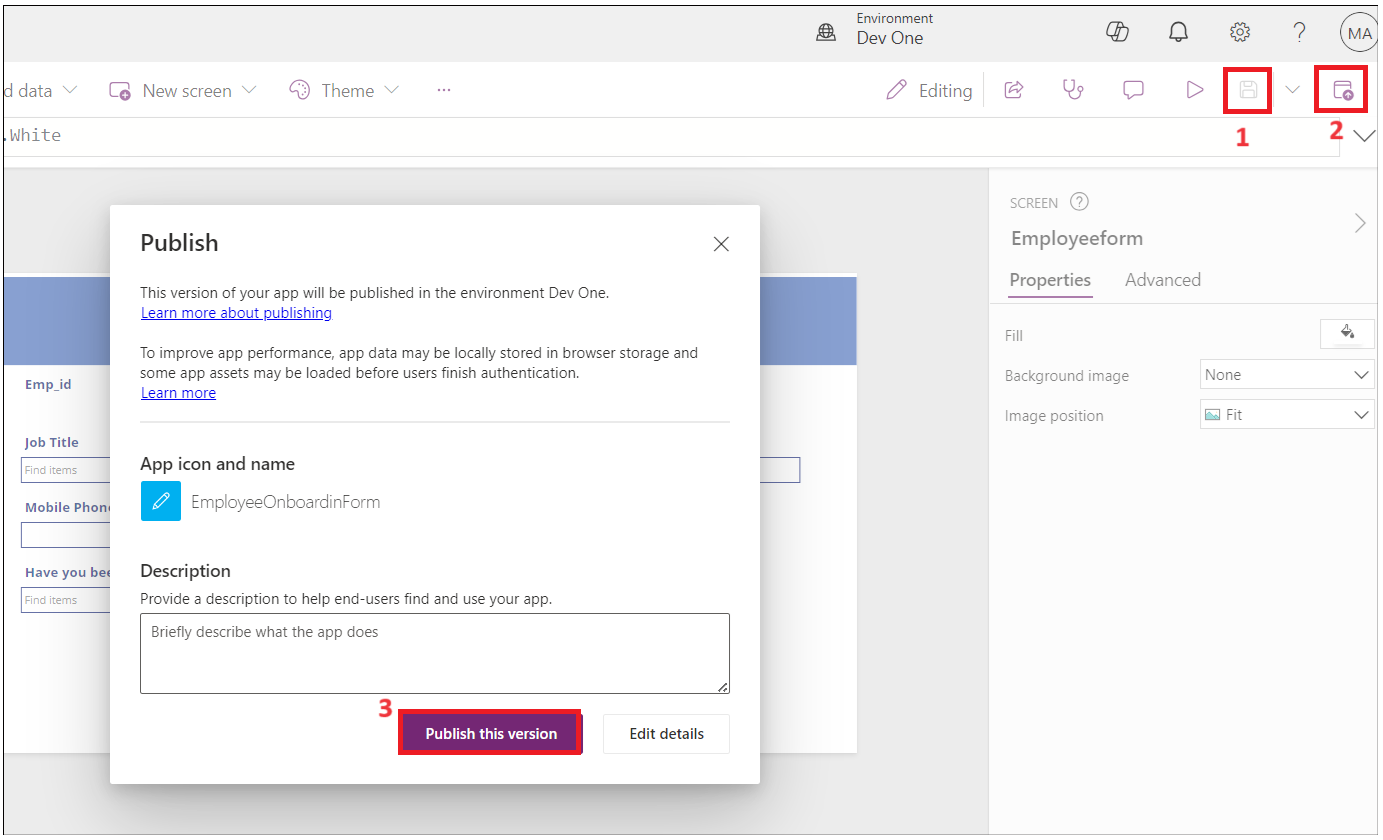 Environment
Dev One
MA
d data
New screen
Theme
...
Editing
1
2
.White
SCREEN
Employeeform
Properties
Advanced
Fill
Background image
None
Image position
Fit
Publish
This version of your app will be published in the environment Dev One.
Learn more about publishing
To improve app performance, app data may be locally stored in browser storage and
some app assets may be loaded before users finish authentication.
Learn more
App icon and name
EmployeeOnboardinForm
Description
Provide a description to help end-users find and use your app.
Briefly describe what the app does
3
Publish this version
Edit details
Emp_id
Job Title
Find items
Mobile Phon
Have you bee
Find items